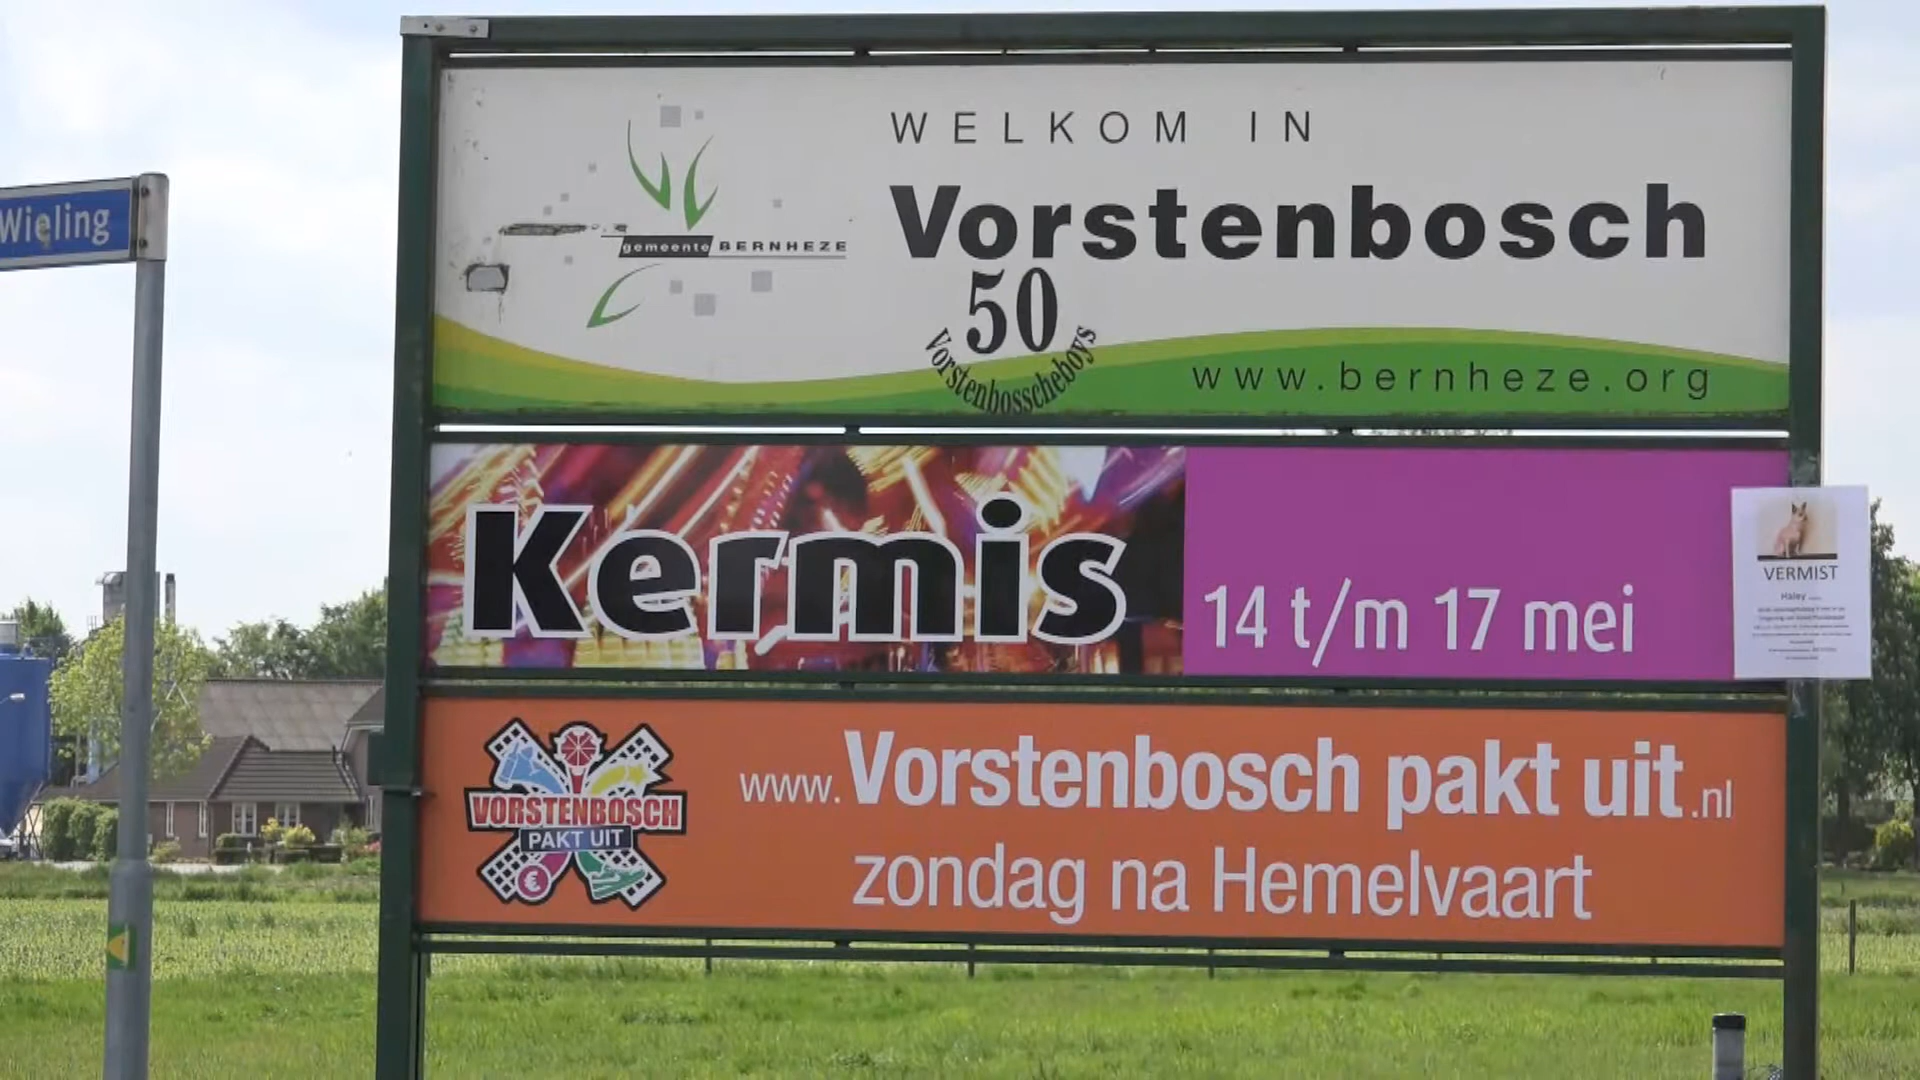 Wieling
WELKOM IN
Vorstenbosch
gemeente BERNHEZE
50
Vorstenbosscheboys
www.bernheze.org
Kermis
14 t/m 17 mei
VERMIST
Haley
VORSTENBOSCH
PAKT UIT
€
www.Vorstenbosch pakt uit.nl
zondag na Hemelvaart